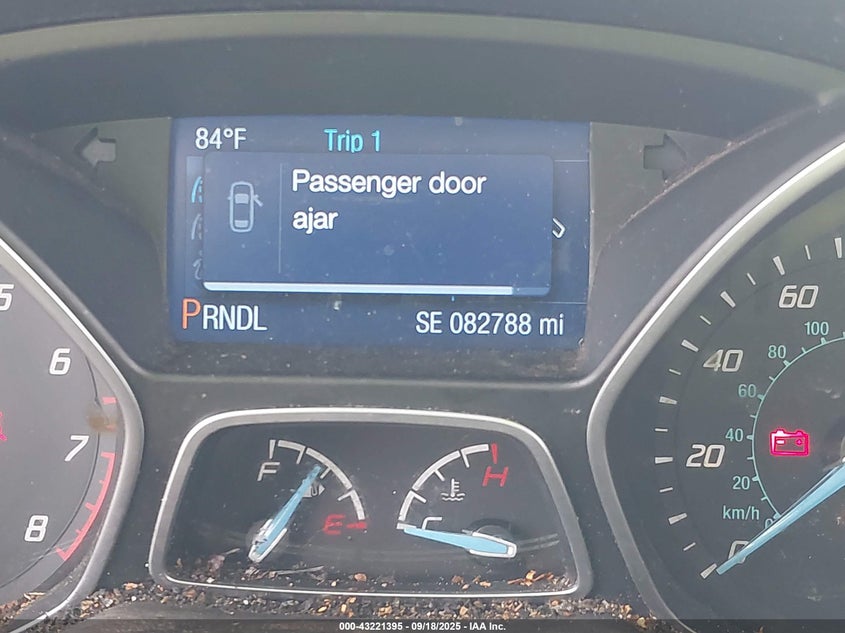 84°F Trip 1
Passenger door
ajar
PRNDL SE 082788 mi
5
6
7
8
F
E
H
C
60
40
20
0
100
80
60
40
20
km/h 0
000-43221395 - 09/18/2025 - IAA Inc.